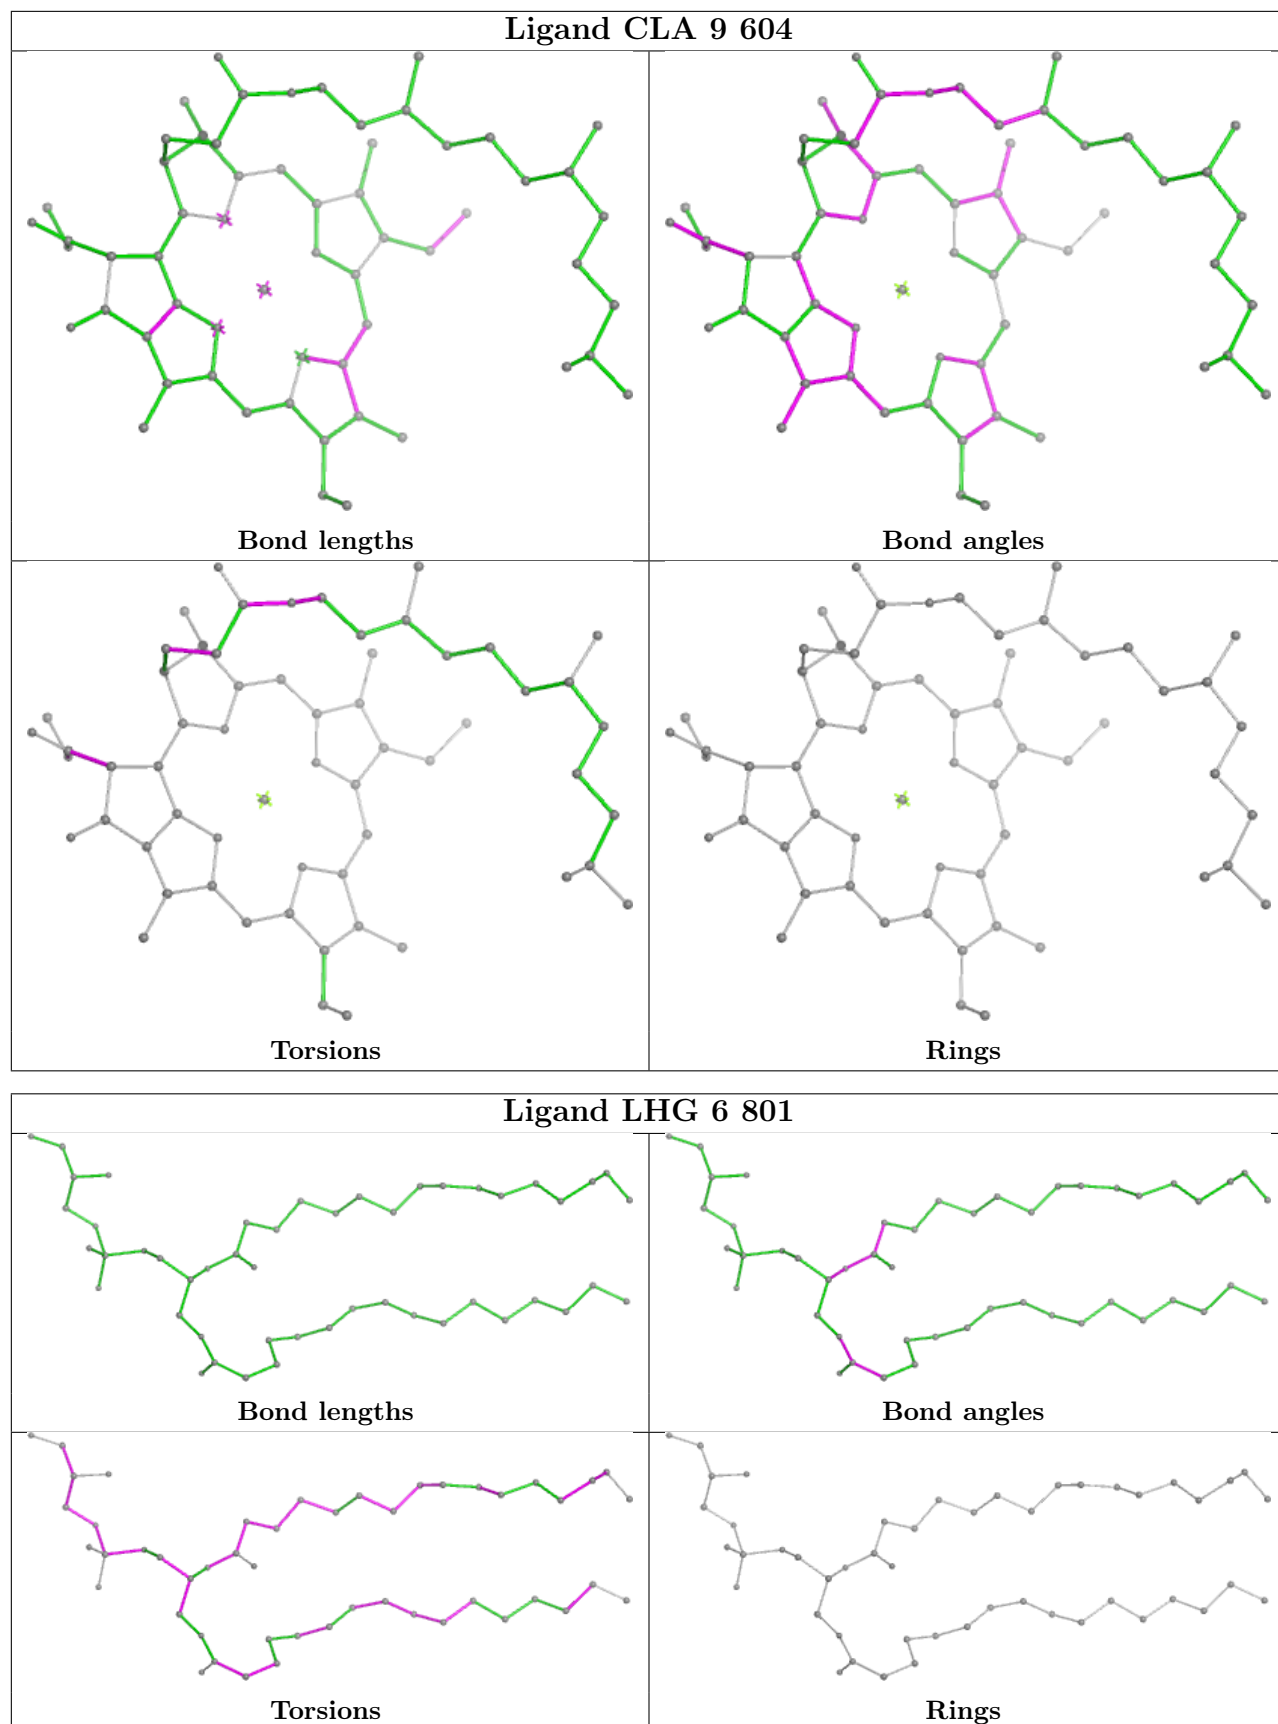 Ligand CLA 9 604
Bond lengths
Bond angles
Torsions
Rings
Ligand LHG 6 801
Bond lengths
Bond angles
Torsions
Rings